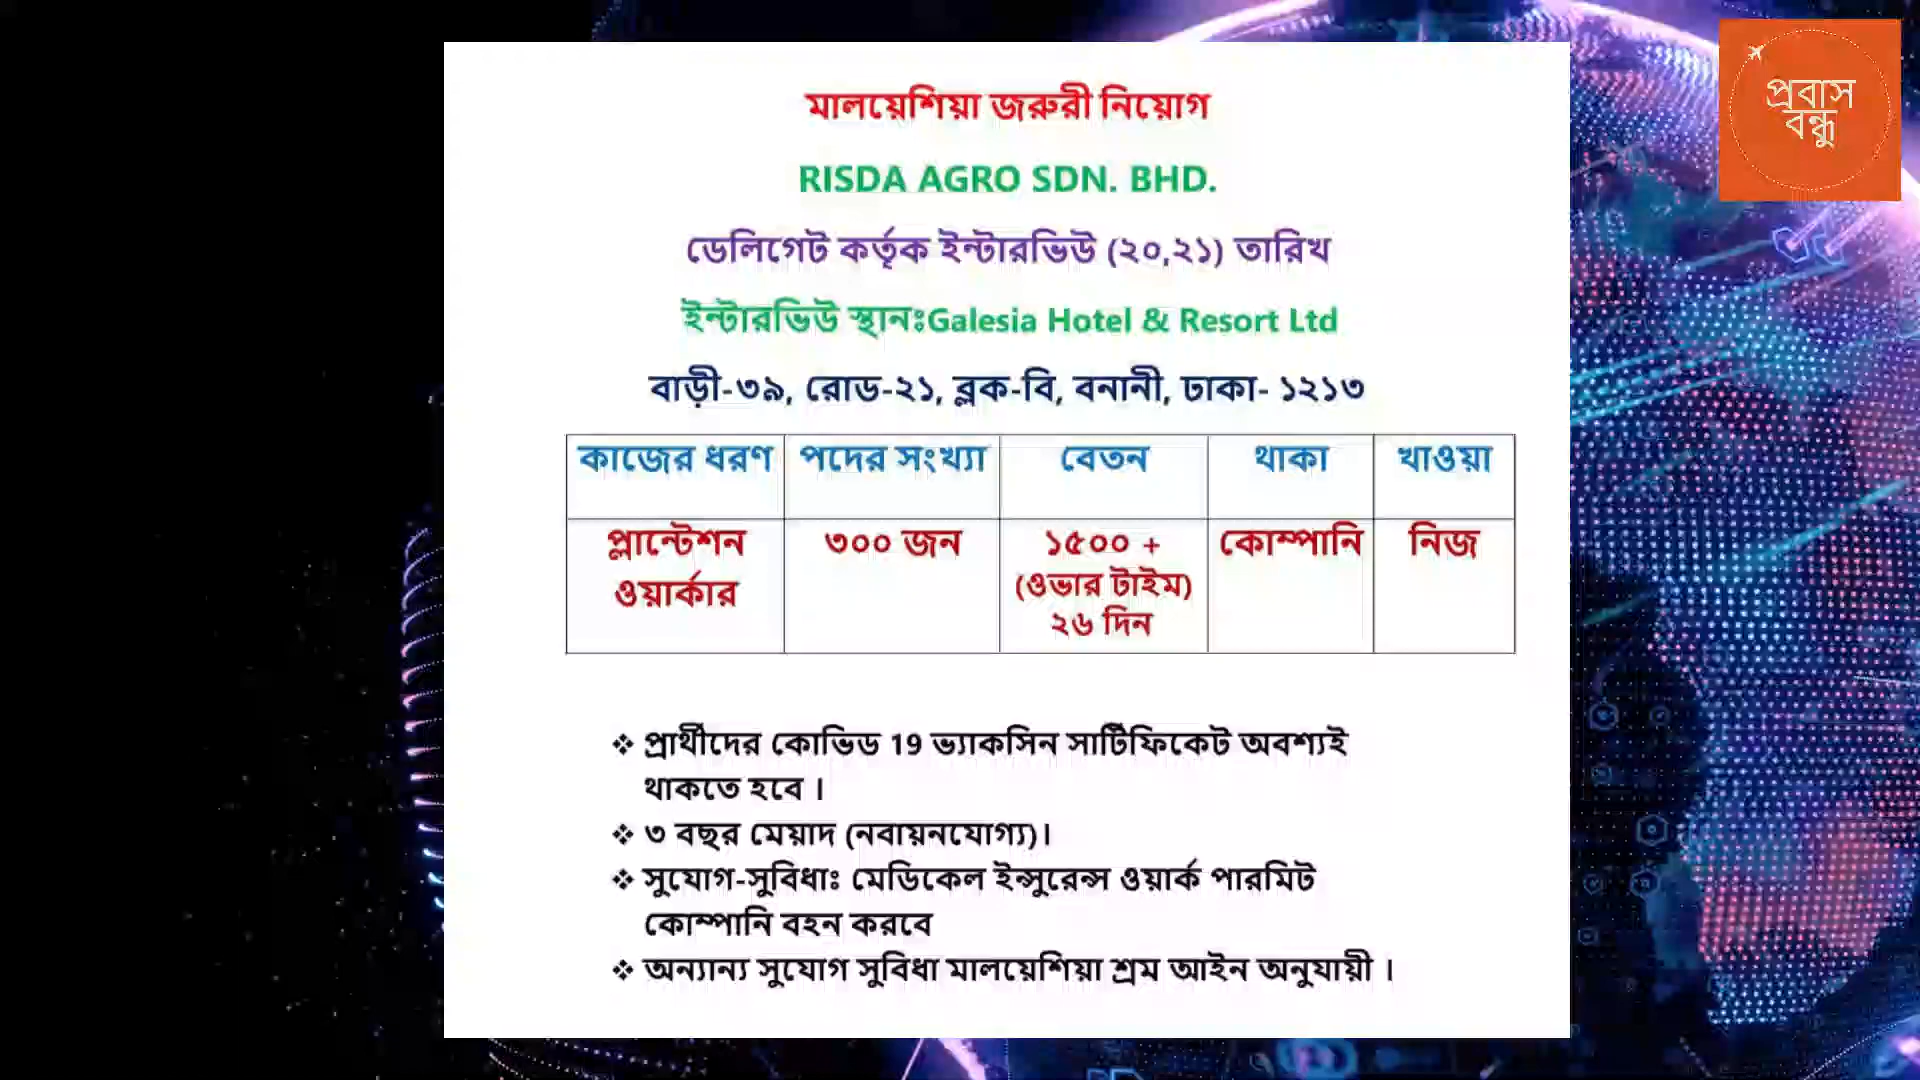 প্রবাস
বন্ধু
মালয়েশিয়া জরুরী নিয়োগ
RISDA AGRO SDN. BHD.
ডেলিগেট কর্তৃক ইন্টারভিউ (২০,২১) তারিখ
ইন্টারভিউ স্থানঃGalesia Hotel & Resort Ltd
বাড়ী-৩৯, রোড-২১, ব্লক-বি, বনানী, ঢাকা- ১২১৩
কাজের ধরণ পদের সংখ্যা বেতন থাকা খাওয়া
প্লান্টেশন ৩০০ জন ১৫০০ + কোম্পানি নিজ
ওয়ার্কার (ওভার টাইম)
২৬ দিন
❖ প্রার্থীদের কোভিড 19 ভ্যাকসিন সার্টিফিকেট অবশ্যই
থাকতে হবে ।
❖ ৩ বছর মেয়াদ (নবায়নযোগ্য)।
❖ সুযোগ-সুবিধাঃ মেডিকেল ইন্সুরেন্স ওয়ার্ক পারমিট
কোম্পানি বহন করবে
❖ অন্যান্য সুযোগ সুবিধা মালয়েশিয়া শ্রম আইন অনুযায়ী ।